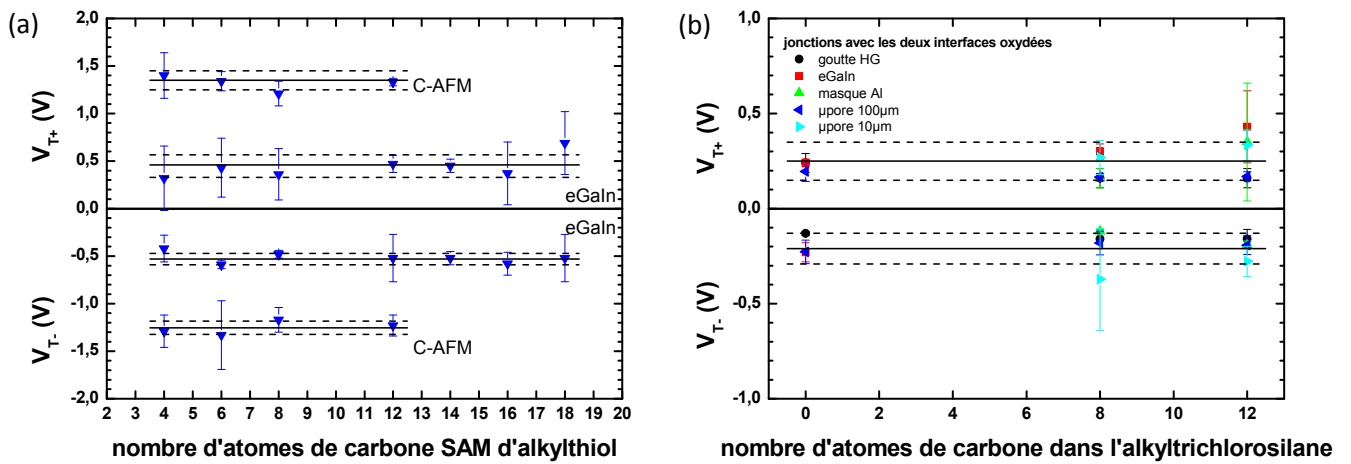 (a)
2,0
1,5
1,0
0,5
0,0
-0,5
-1,0
-1,5
-2,0
V_T+ (V)
V_T- (V)
C-AFM
eGaIn
eGaIn
C-AFM
2 3 4 5 6 7 8 9 10 11 12 13 14 15 16 17 18 19 20
nombre d'atomes de carbone SAM d'alkylthiol
(b)
1,0
0,5
0,0
-0,5
-1,0
V_T+ (V)
V_T- (V)
jonctions avec les deux interfaces oxydées
goutte HG
eGaIn
masque Al
µpore 100µm
µpore 10µm
0 2 4 6 8 10 12
nombre d'atomes de carbone dans l'alkyltrichlorosilane